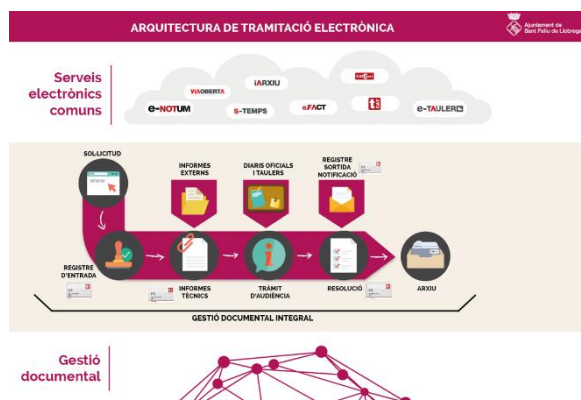 ARQUITECTURA DE TRAMITACIÓ ELECTRÒNICA
Ajuntament de
Sant Feliu de Llobregat
Serveis
electrònics
comuns
VIAOBERTA
iARXIU
e-NOTUM
s-TEMPS
e.FACT
e-TAULER
SOL·LICITUD
WWW
INFORMES
EXTERNS
DIARIS OFICIALS
I TAULERS
REGISTRE
SORTIDA
NOTIFICACIÓ
REGISTRE
D'ENTRADA
INFORMES
TÈCNICS
TRÀMIT
D'AUDIÈNCIA
RESOLUCIÓ
ARXIU
GESTIÓ DOCUMENTAL INTEGRAL
Gestió
documental